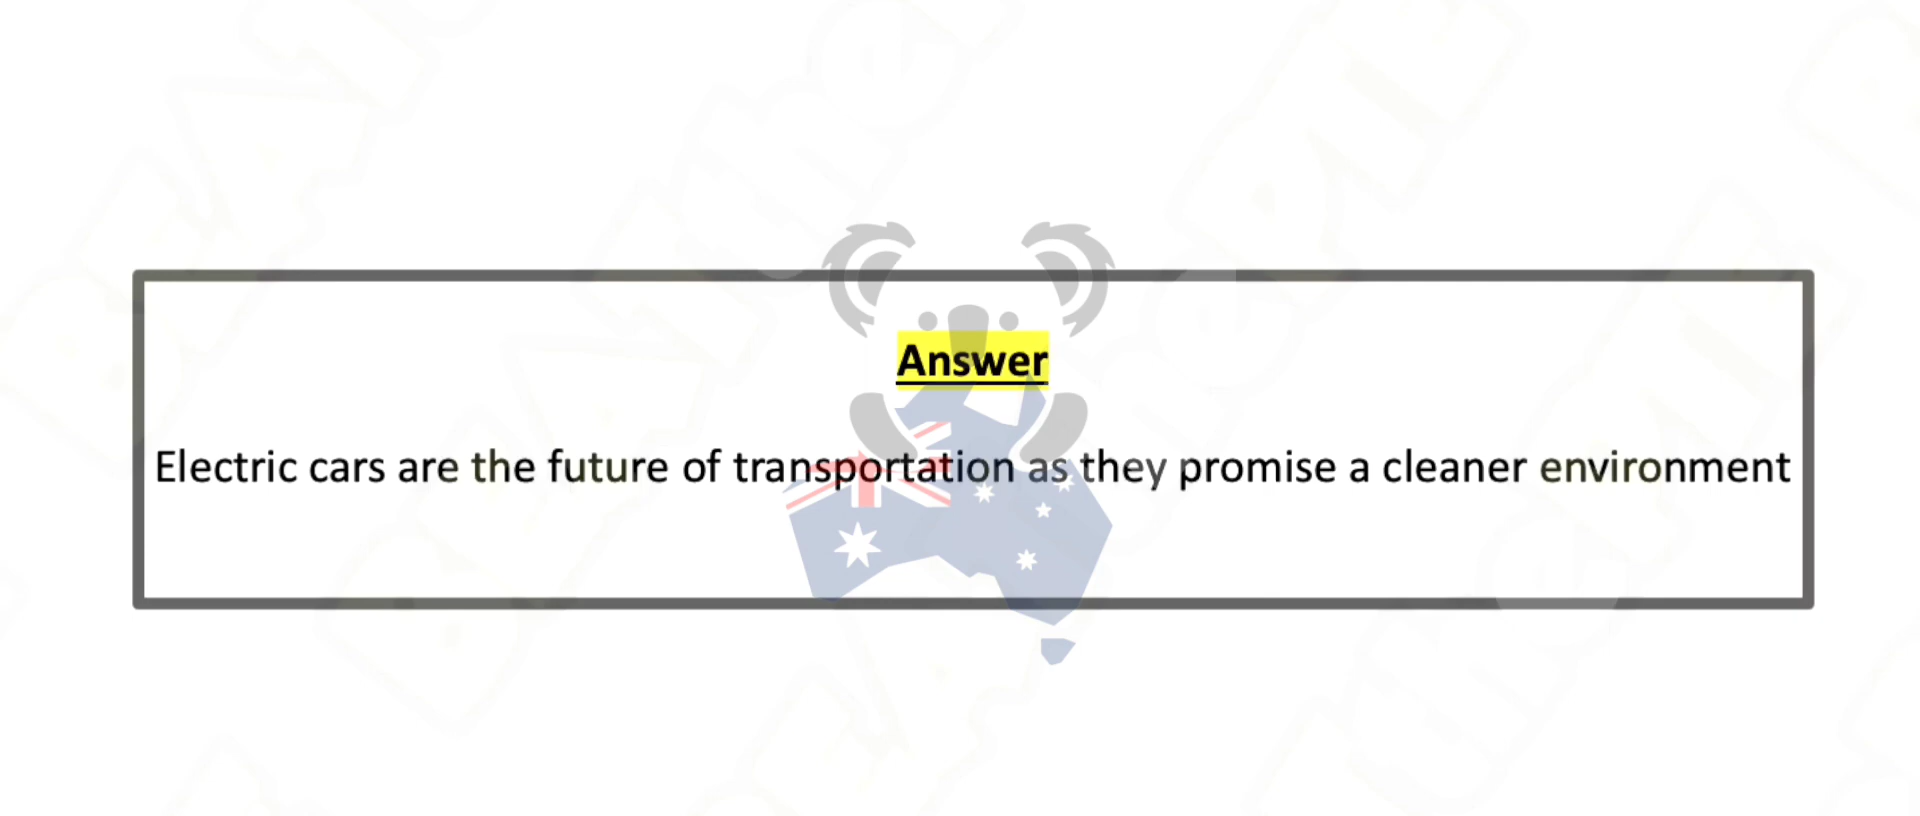 Answer
Electric cars are the future of transportation as they promise a cleaner environment